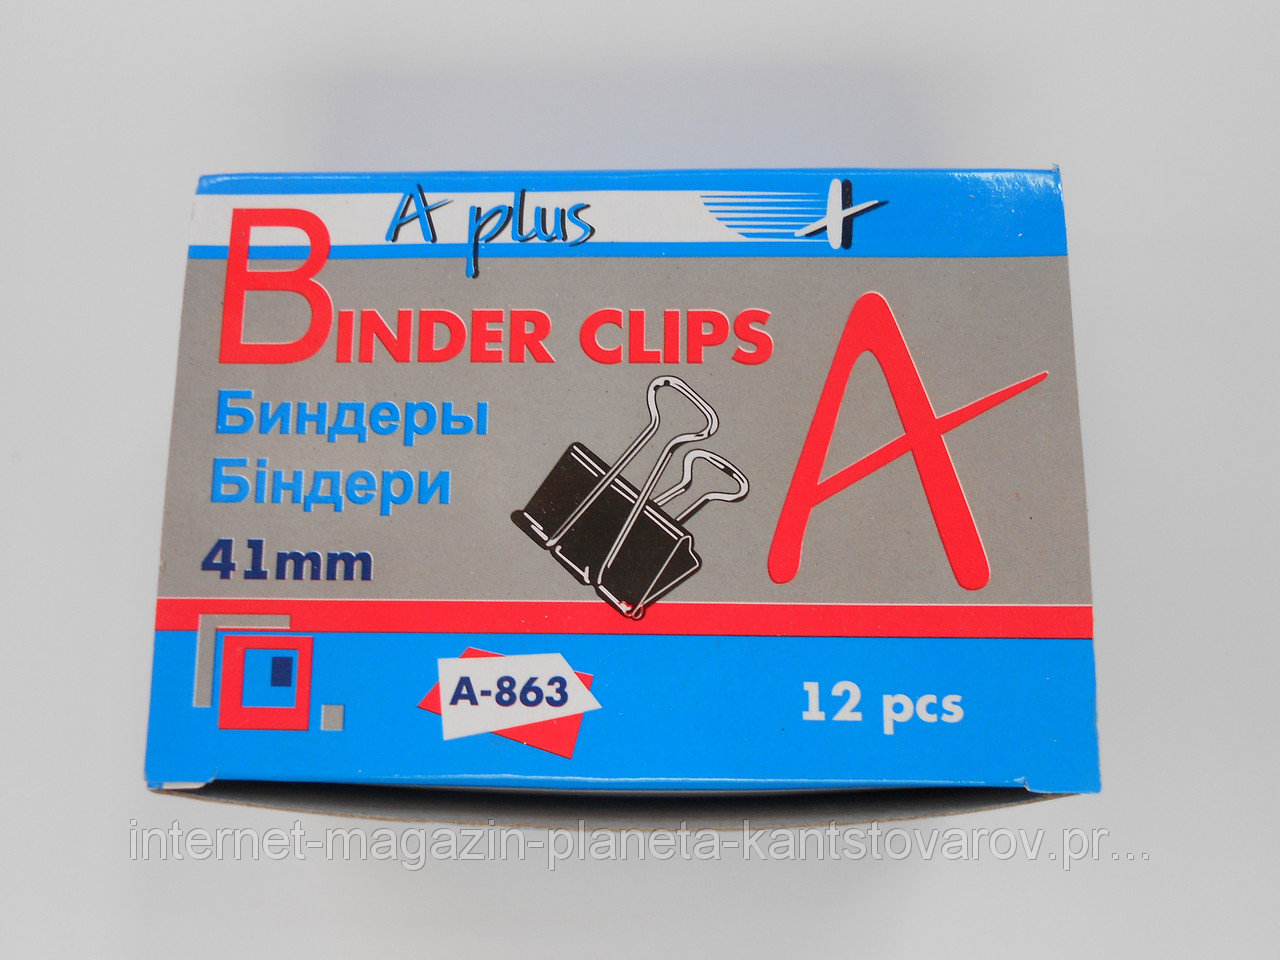 A plus
BINDER CLIPS
A
Биндеры
Біндери
41mm
A-863
12 pcs
internet-magazin-planeta-kantstovarov.pr...